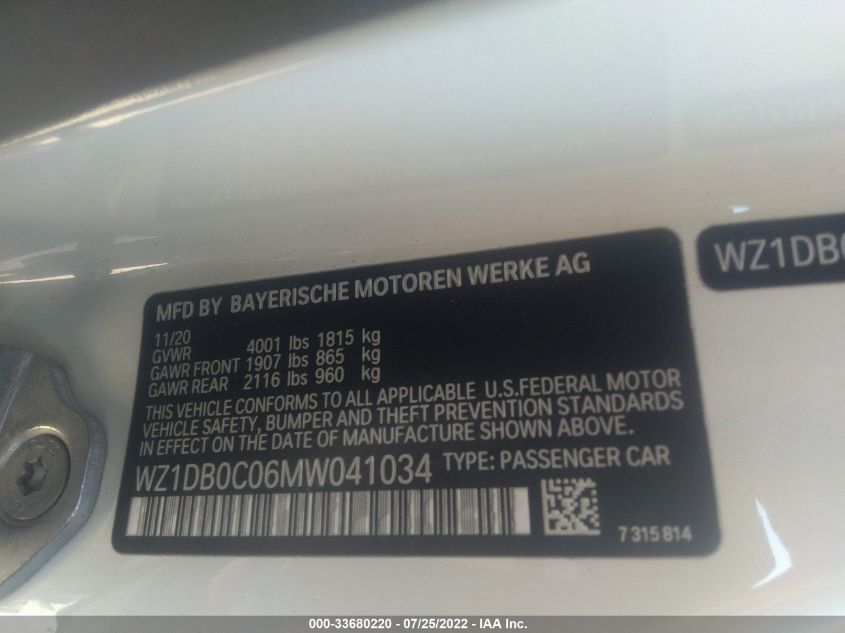 WZ1DB0
MFD BY BAYERISCHE MOTOREN WERKE AG
11/20
GVWR 4001 lbs 1815 kg
GAWR FRONT 1907 lbs 865 kg
GAWR REAR 2116 lbs 960 kg
THIS VEHICLE CONFORMS TO ALL APPLICABLE U.S.FEDERAL MOTOR
VEHICLE SAFETY, BUMPER AND THEFT PREVENTION STANDARDS
IN EFFECT ON THE DATE OF MANUFACTURE SHOWN ABOVE.
WZ1DB0C06MW041034 TYPE: PASSENGER CAR
7 315 814
000-33680220 - 07/25/2022 - IAA Inc.